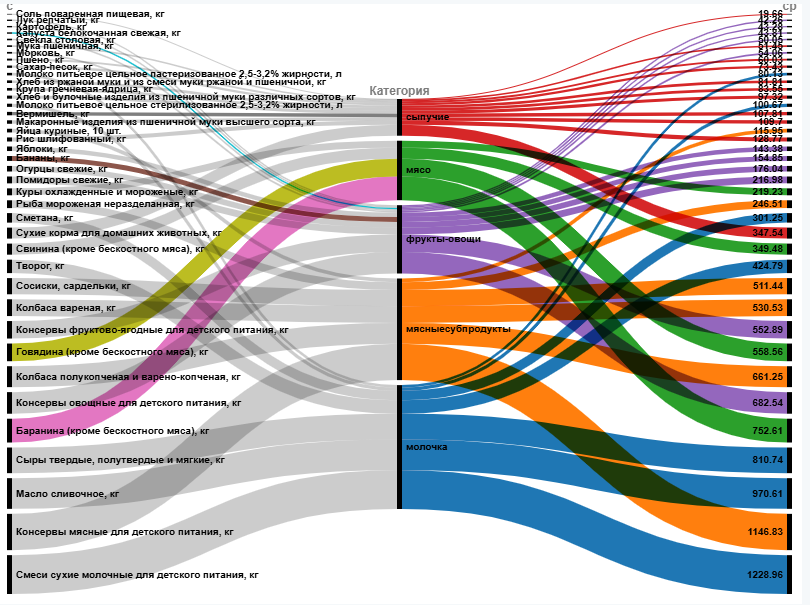 Соль поваренная пищевая, кг
Лук репчатый, кг
Картофель, кг
Капуста белокочанная свежая, кг
Свекла столовая, кг
Мука пшеничная, кг
Морковь, кг
Пшено, кг
Сахар-песок, кг
Молоко питьевое цельное пастеризованное 2,5-3,2% жирности, л
Хлеб из ржаной муки и из смеси муки ржаной и пшеничной, кг
Крупа гречневая-ядрица, кг
Хлеб и булочные изделия из пшеничной муки различных сортов, кг
Молоко питьевое цельное стерилизованное 2,5-3,2% жирности, л
Вермишель, кг
Макаронные изделия из пшеничной муки высшего сорта, кг
Яйца куриные, 10 шт.
Рис шлифованный, кг
Яблоки, кг
Бананы, кг
Огурцы свежие, кг
Помидоры свежие, кг
Куры охлажденные и мороженые, кг
Рыба мороженая неразделанная, кг
Сметана, кг
Сухие корма для домашних животных, кг
Свинина (кроме бескостного мяса), кг
Творог, кг
Сосиски, сардельки, кг
Колбаса вареная, кг
Консервы фруктово-ягодные для детского питания, кг
Говядина (кроме бескостного мяса), кг
Колбаса полукопченая и варено-копченая, кг
Консервы овощные для детского питания, кг
Баранина (кроме бескостного мяса), кг
Сыры твердые, полутвердые и мягкие, кг
Масло сливочное, кг
Консервы мясные для детского питания, кг
Смеси сухие молочные для детского питания, кг
Категория
сыпучие
мясо
фрукты-овощи
мясныесубпродукты
молочка
ср
19.66
80.13
100.67
107.81
109.7
115.95
143.38
154.85
176.04
216.98
219.23
246.51
301.25
347.54
349.48
424.79
511.44
530.53
552.89
558.56
661.25
682.54
752.61
810.74
970.61
1146.83
1228.96